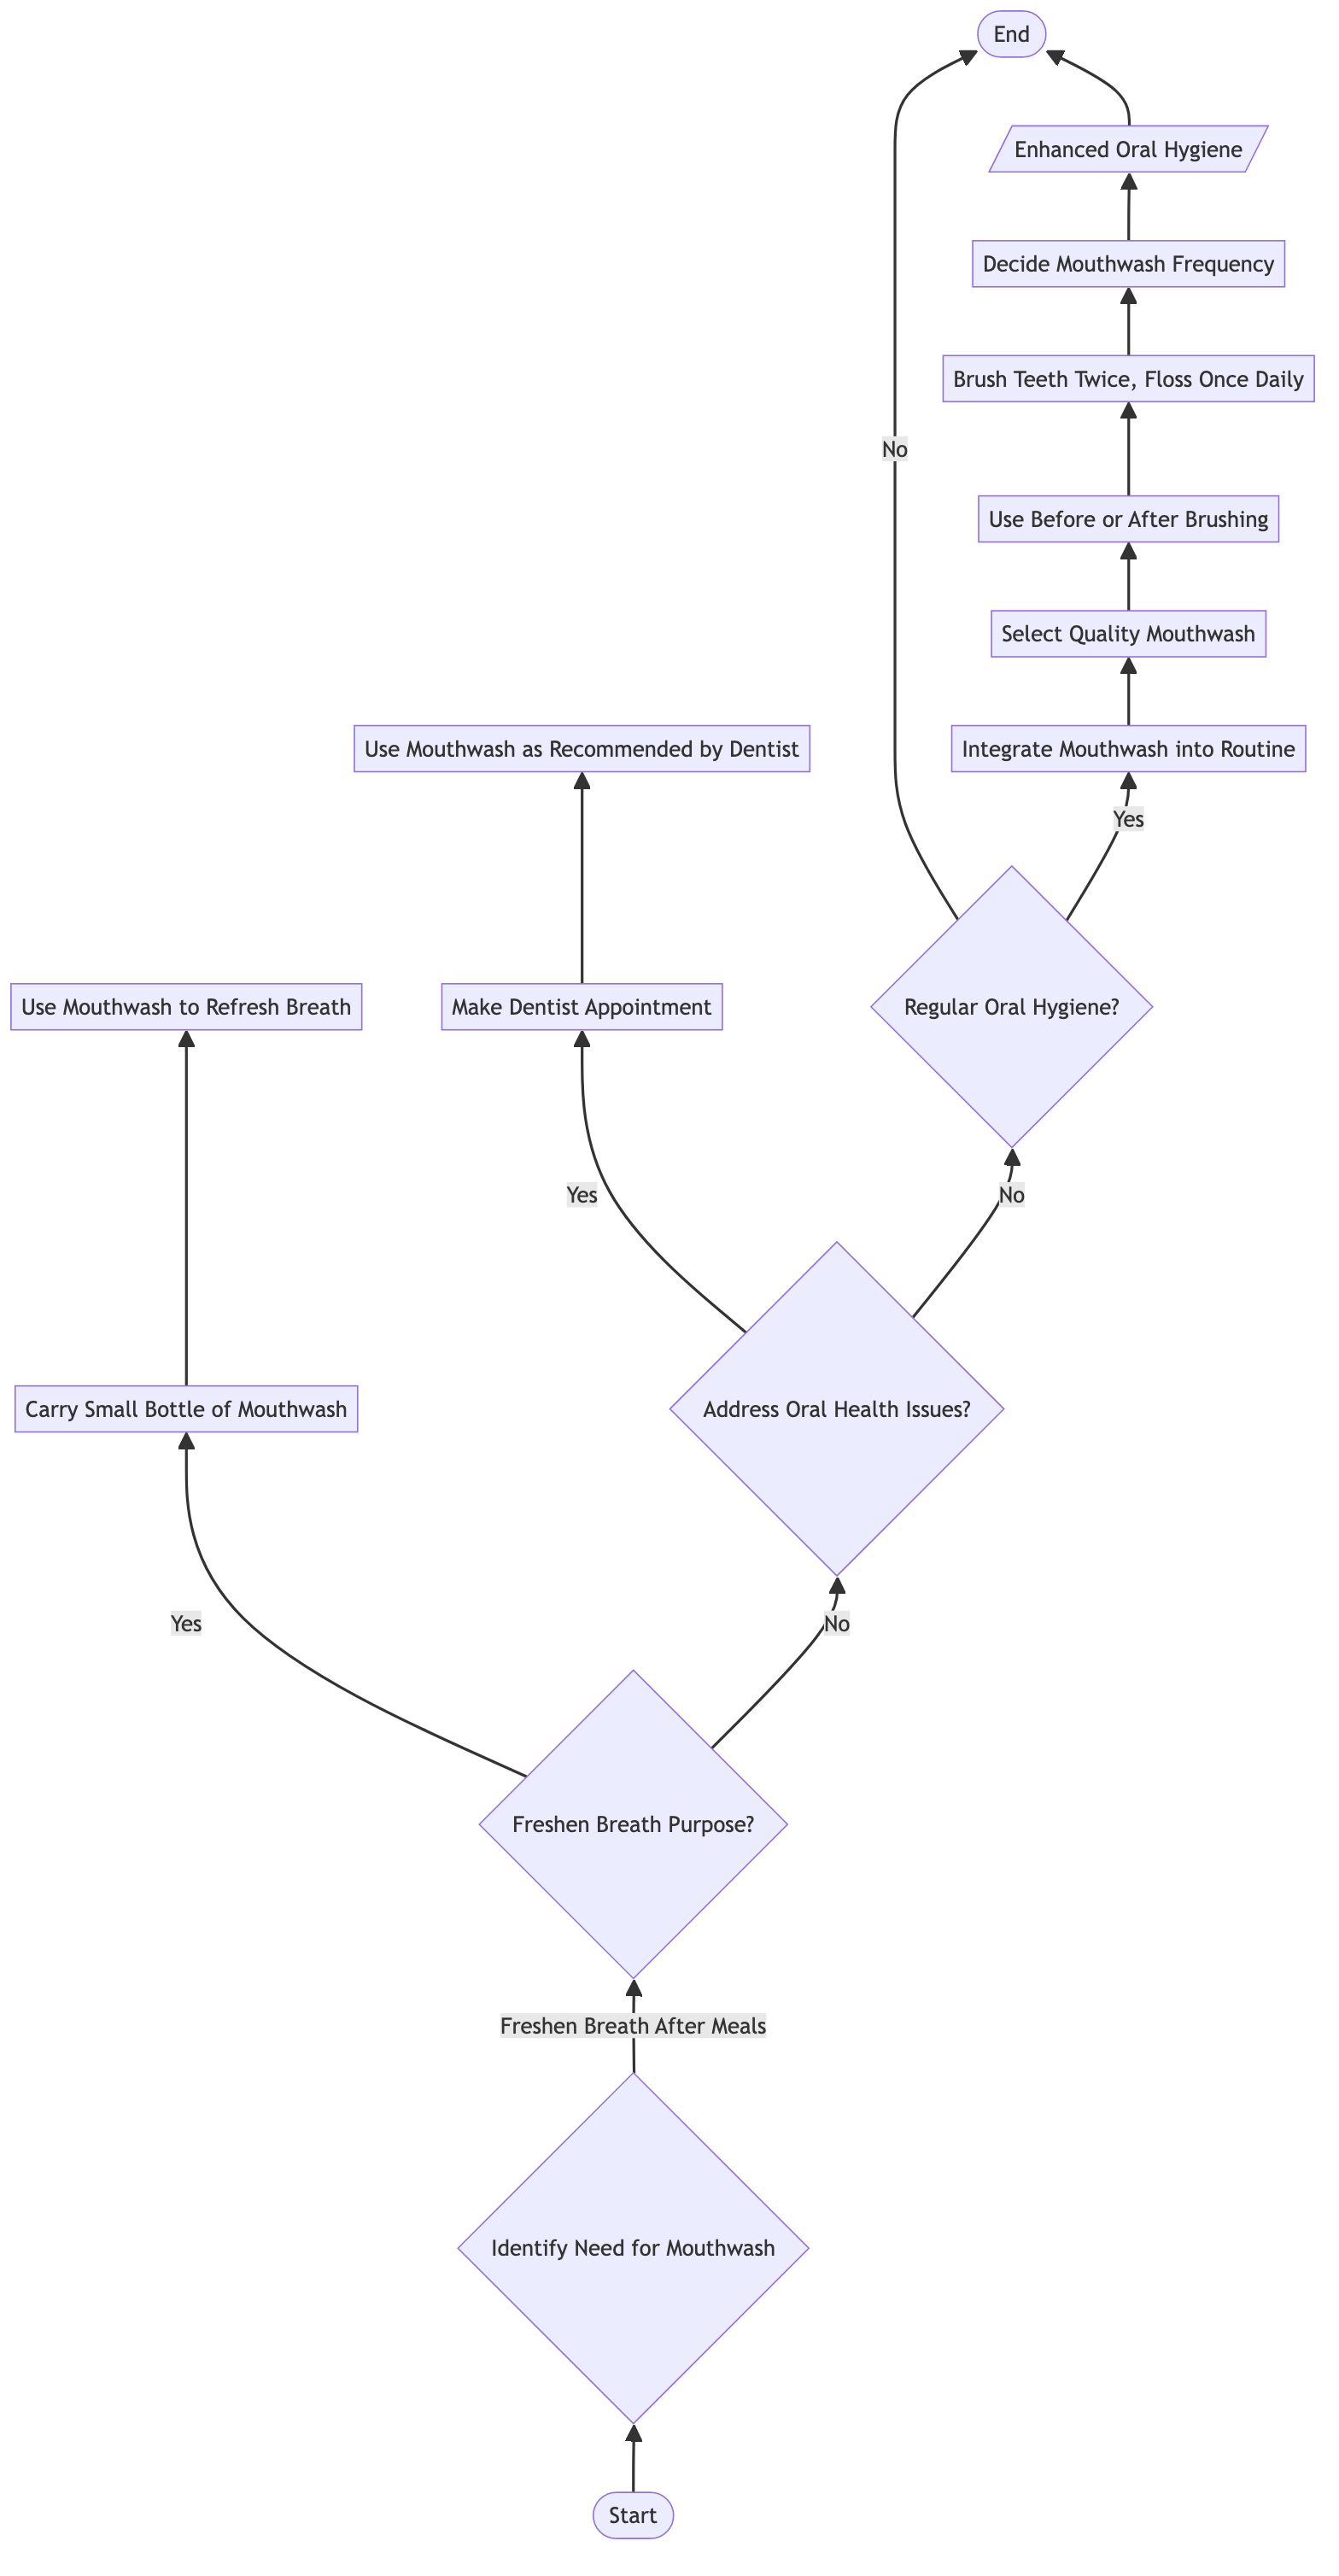 End
Enhanced Oral Hygiene
Decide Mouthwash Frequency
Brush Teeth Twice, Floss Once Daily
No
Use Before or After Brushing
Select Quality Mouthwash
Use Mouthwash as Recommended by Dentist
Integrate Mouthwash into Routine
Yes
Use Mouthwash to Refresh Breath
Make Dentist Appointment
Regular Oral Hygiene?
Yes
No
Carry Small Bottle of Mouthwash
Address Oral Health Issues?
Yes
No
Freshen Breath Purpose?
Freshen Breath After Meals
Identify Need for Mouthwash
Start